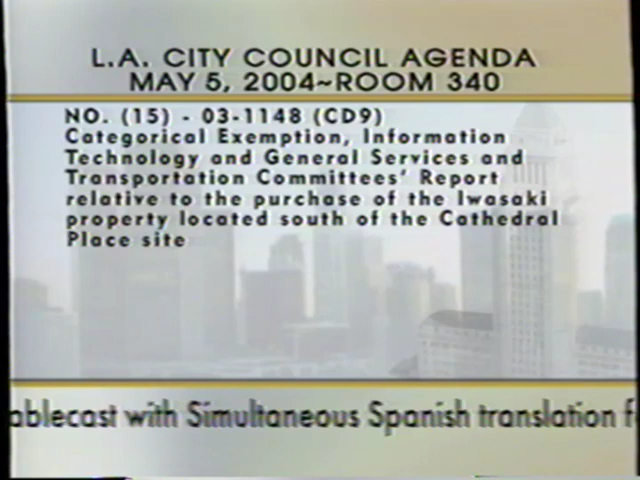 L.A. CITY COUNCIL AGENDA
MAY 5, 2004~ROOM 340
NO. (15) - 03-1148 (CD9)
Categorical Exemption, Information
Technology and General Services and
Transportation Committees' Report
relative to the purchase of the Iwasaki
property located south of the Cathedral
Place site
ablecast with Simultaneous Spanish translation f